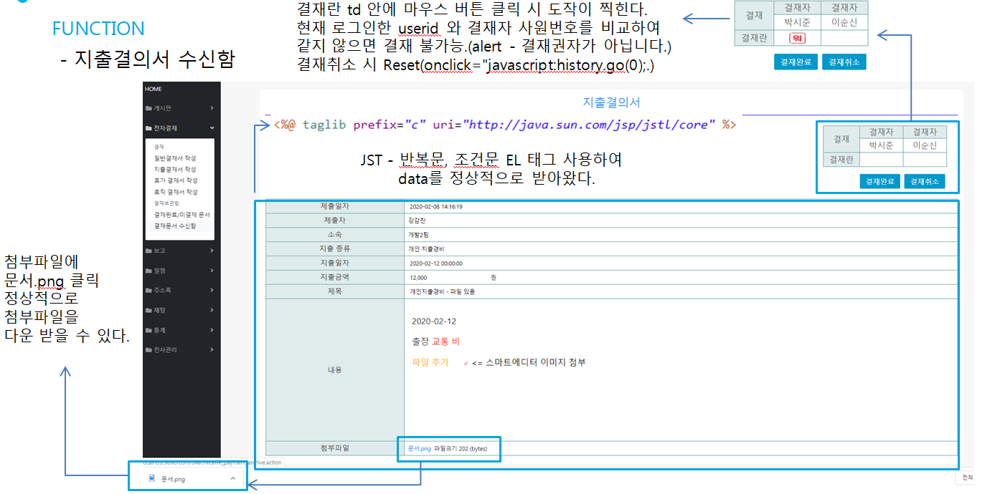 FUNCTION
- 지출결의서 수신함
결재란 td 안에 마우스 버튼 클릭 시 도작이 찍힌다.
현재 로그인한 userid 와 결재자 사원번호를 비교하여
같지 않으면 결재 불가능.(alert - 결재권자가 아닙니다.)
결재취소 시 Reset(onclick="javascript:history.go(0);.)
결재 결재자 결재자
박시준 이순신
결재란
결재완료 결재취소
HOME
게시판
전자결재
결재
일반결재서 작성
지출결재서 작성
휴가 결재서 작성
휴직 결재서 작성
결재보관함
결재완료/미결재 문서
결재문서 수신함
보고
일정
주소록
채팅
통계
전사관리
지출결의서
<%@ taglib prefix="c" uri="http://java.sun.com/jsp/jstl/core" %>
JST - 반복문, 조건문 EL 태그 사용하여
data를 정상적으로 받아왔다.
결재 결재자 결재자
박시준 이순신
결재란
결재완료 결재취소
제출일자 2020-02-08 14:16:19
제출자 강감찬
소속 개발2팀
지출 종류 개인 지출경비
지출일자 2020-02-12 00:00:00
지출금액 12,000 원
제목 개인지출경비 - 파일 있음
내용
2020-02-12
출장 교통 비
파일 추가 <= 스마트에디터 이미지 첨부
첨부파일 문서.png 파일크기 202 (bytes)
첨부파일에
문서.png 클릭
정상적으로
첨부파일을
다운 받을 수 있다.
localhost:9090/controller/receive_paymentarchive.action
문서.png
전체